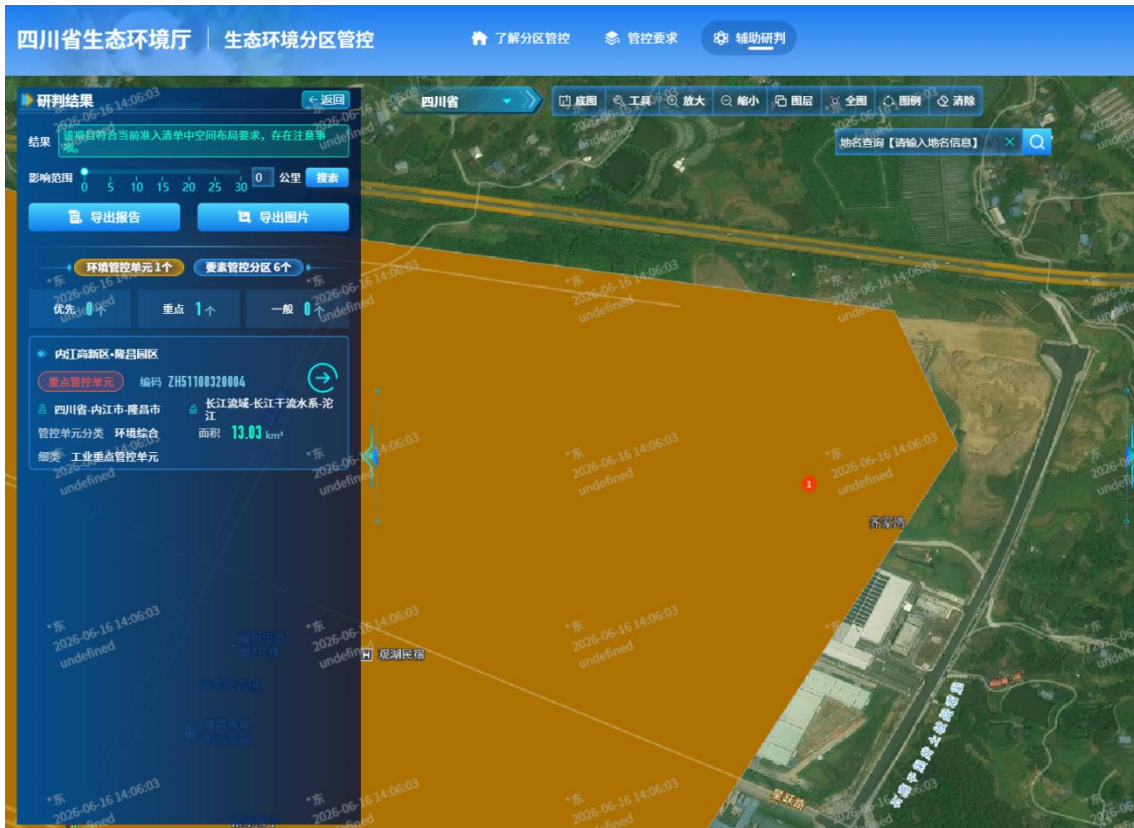 四川省生态环境厅 | 生态环境分区管控
了解分区管控
管控要求
辅助研判
研判结果
←返回
结果
该项目符合当前准入清单中空间布局要求，存在注意事项。
影响范围
0 5 10 15 20 25 30
0 公里 搜索
导出报告
导出图片
环境管控单元1个
要素管控分区6个
优先 0个
重点 1个
一般 0个
内江高新区·隆昌园区
重点管控单元
编码 ZH51108320004
四川省-内江市-隆昌市
长江流域-长江干流水系-沱江
管控单元分类 环境综合
面积 13.03 km²
细类 工业重点管控单元
四川省
底图 工具 放大 缩小 图层 全图 图例 清除
地名查询【请输入地名信息】 ×
1
H 观湖民宿
星跃路
*东
2026-06-16 14:06:03
undefined